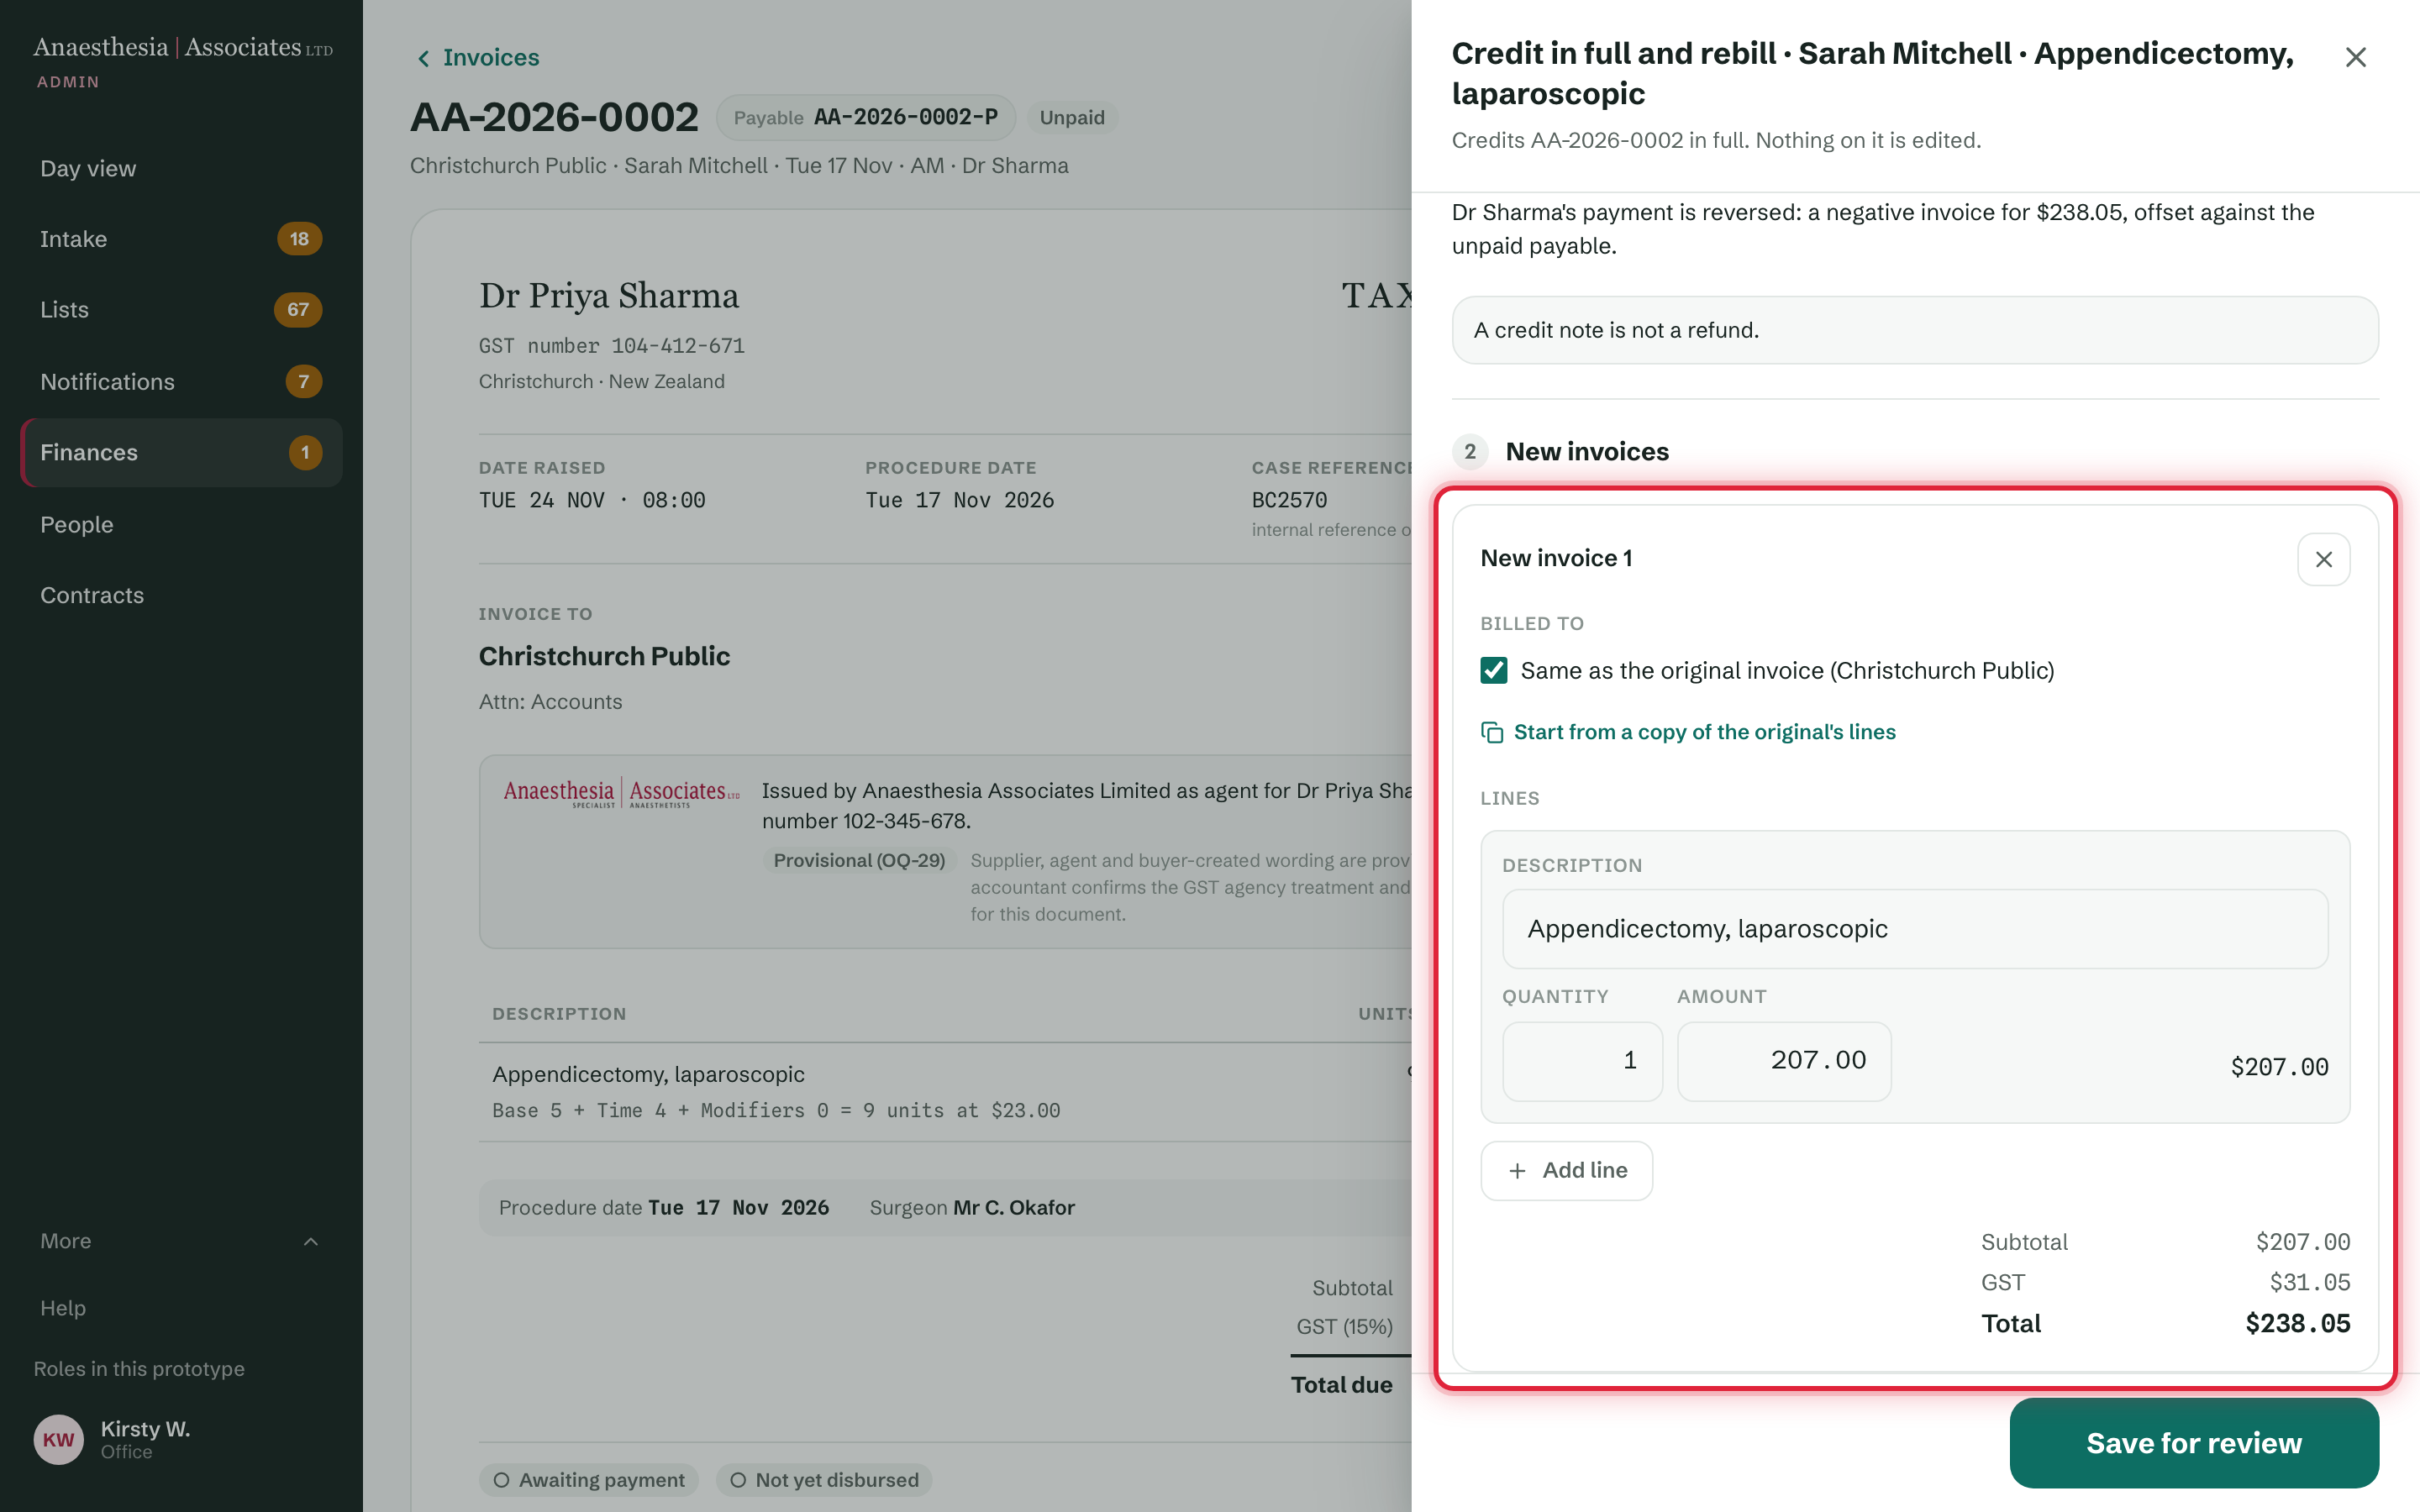 Anaesthesia | Associates LTD
ADMIN
Day view
Intake 18
Lists 67
Notifications 7
Finances 1
People
Contracts
More
Help
Roles in this prototype
KW
Kirsty W.
Office
Invoices
AA-2026-0002
Payable AA-2026-0002-P
Unpaid
Christchurch Public · Sarah Mitchell · Tue 17 Nov · AM · Dr Sharma
Dr Priya Sharma
TAX
GST number 104-412-671
Christchurch · New Zealand
DATE RAISED
TUE 24 NOV · 08:00
PROCEDURE DATE
Tue 17 Nov 2026
CASE REFERENCE
BC2570
internal reference
INVOICE TO
Christchurch Public
Attn: Accounts
Anaesthesia | Associates LTD
SPECIALIST ANAESTHETISTS
Issued by Anaesthesia Associates Limited as agent for Dr Priya
number 102-345-678.
Provisional (OQ-29)
Supplier, agent and buyer-created wording are
accountant confirms the GST agency treatment and
for this document.
DESCRIPTION
UNITS
Appendicectomy, laparoscopic
Base 5 + Time 4 + Modifiers 0 = 9 units at $23.00
Procedure date Tue 17 Nov 2026
Surgeon Mr C. Okafor
Subtotal
GST (15%)
Total due
Awaiting payment
Not yet disbursed
Credit in full and rebill · Sarah Mitchell · Appendicectomy,
laparoscopic
Credits AA-2026-0002 in full. Nothing on it is edited.
Dr Sharma's payment is reversed: a negative invoice for $238.05, offset against the
unpaid payable.
A credit note is not a refund.
2 New invoices
New invoice 1
BILLED TO
Same as the original invoice (Christchurch Public)
Start from a copy of the original's lines
LINES
DESCRIPTION
Appendicectomy, laparoscopic
QUANTITY
AMOUNT
1
207.00
$207.00
+ Add line
Subtotal $207.00
GST $31.05
Total $238.05
Save for review